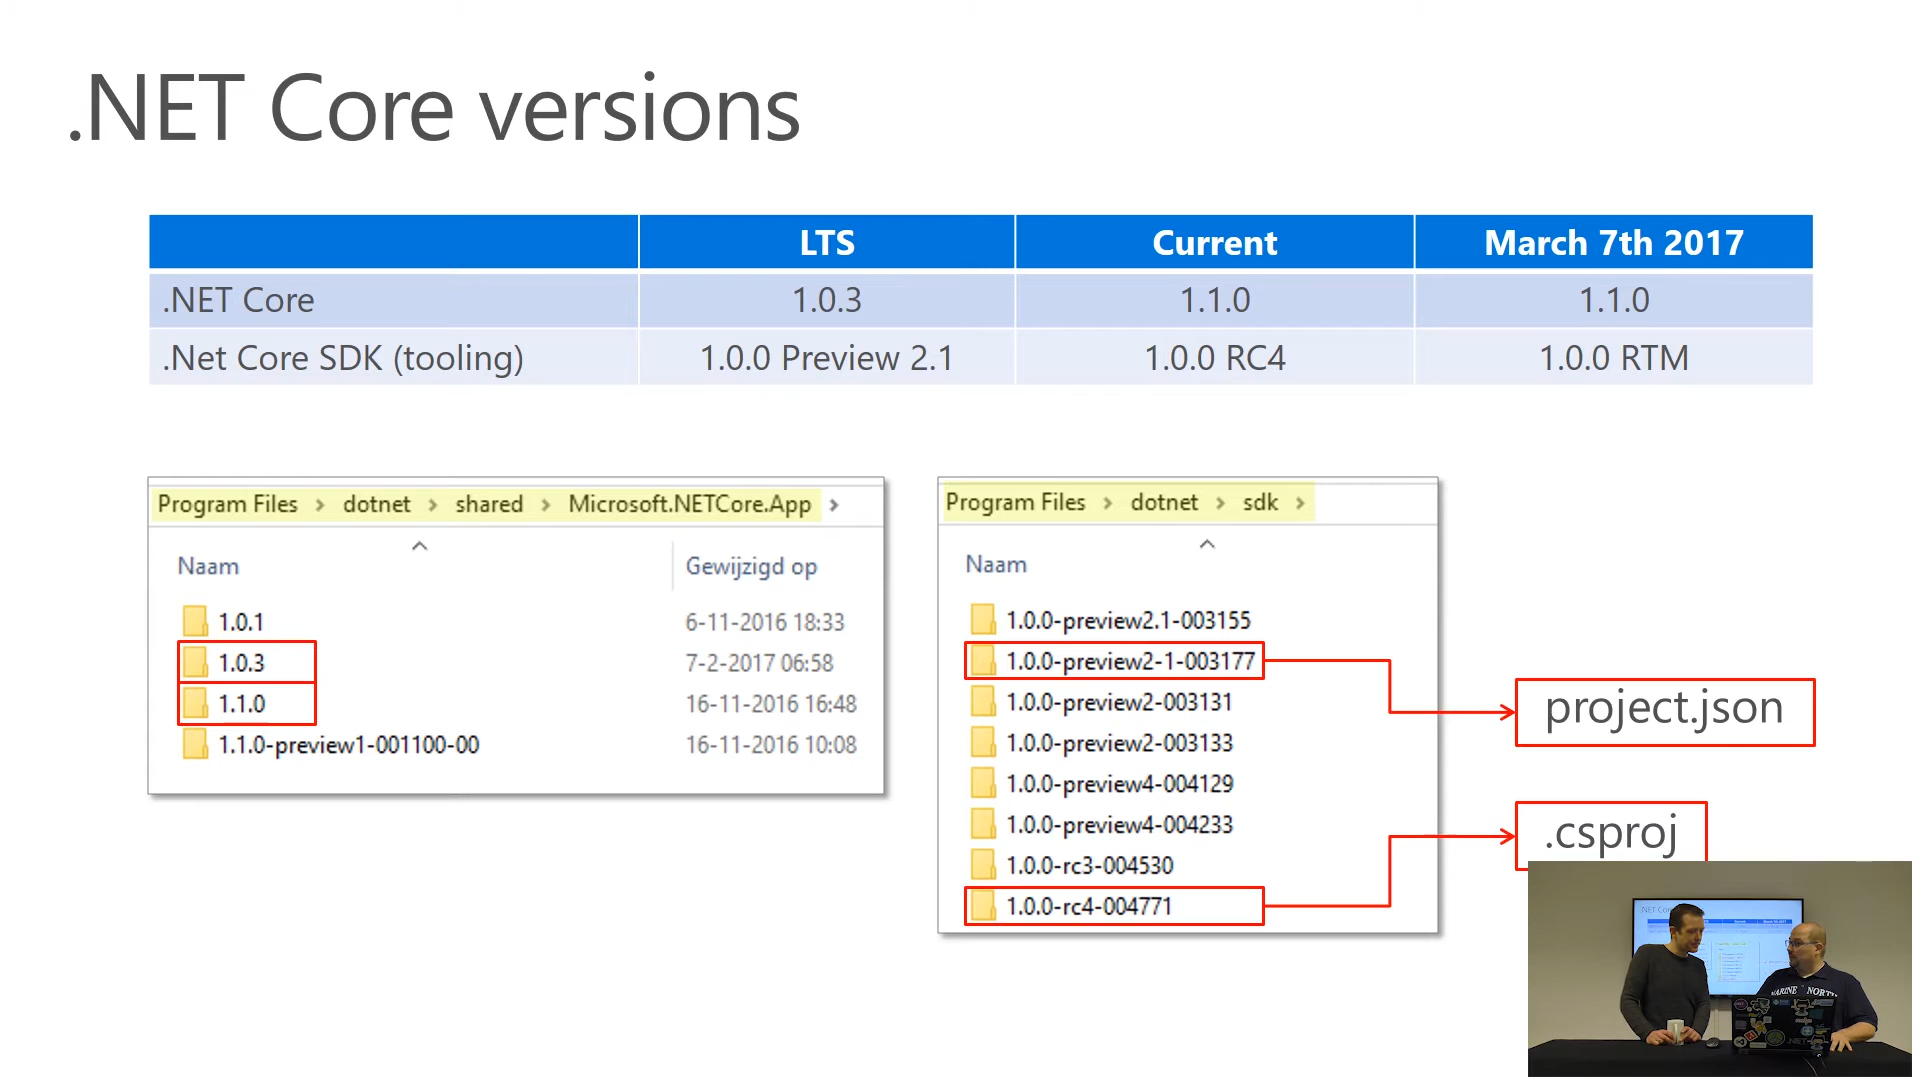 .NET Core versions
LTS Current March 7th 2017
.NET Core 1.0.3 1.1.0 1.1.0
.Net Core SDK (tooling) 1.0.0 Preview 2.1 1.0.0 RC4 1.0.0 RTM
Program Files > dotnet > shared > Microsoft.NETCore.App >
Naam Gewijzigd op
1.0.1 6-11-2016 18:33
1.0.3 7-2-2017 06:58
1.1.0 16-11-2016 16:48
1.1.0-preview1-001100-00 16-11-2016 10:08
Program Files > dotnet > sdk >
Naam
1.0.0-preview2.1-003155
1.0.0-preview2-1-003177
1.0.0-preview2-003131
1.0.0-preview2-003133
1.0.0-preview4-004129
1.0.0-preview4-004233
1.0.0-rc3-004530
1.0.0-rc4-004771
project.json
.csproj
MARINE NORTH